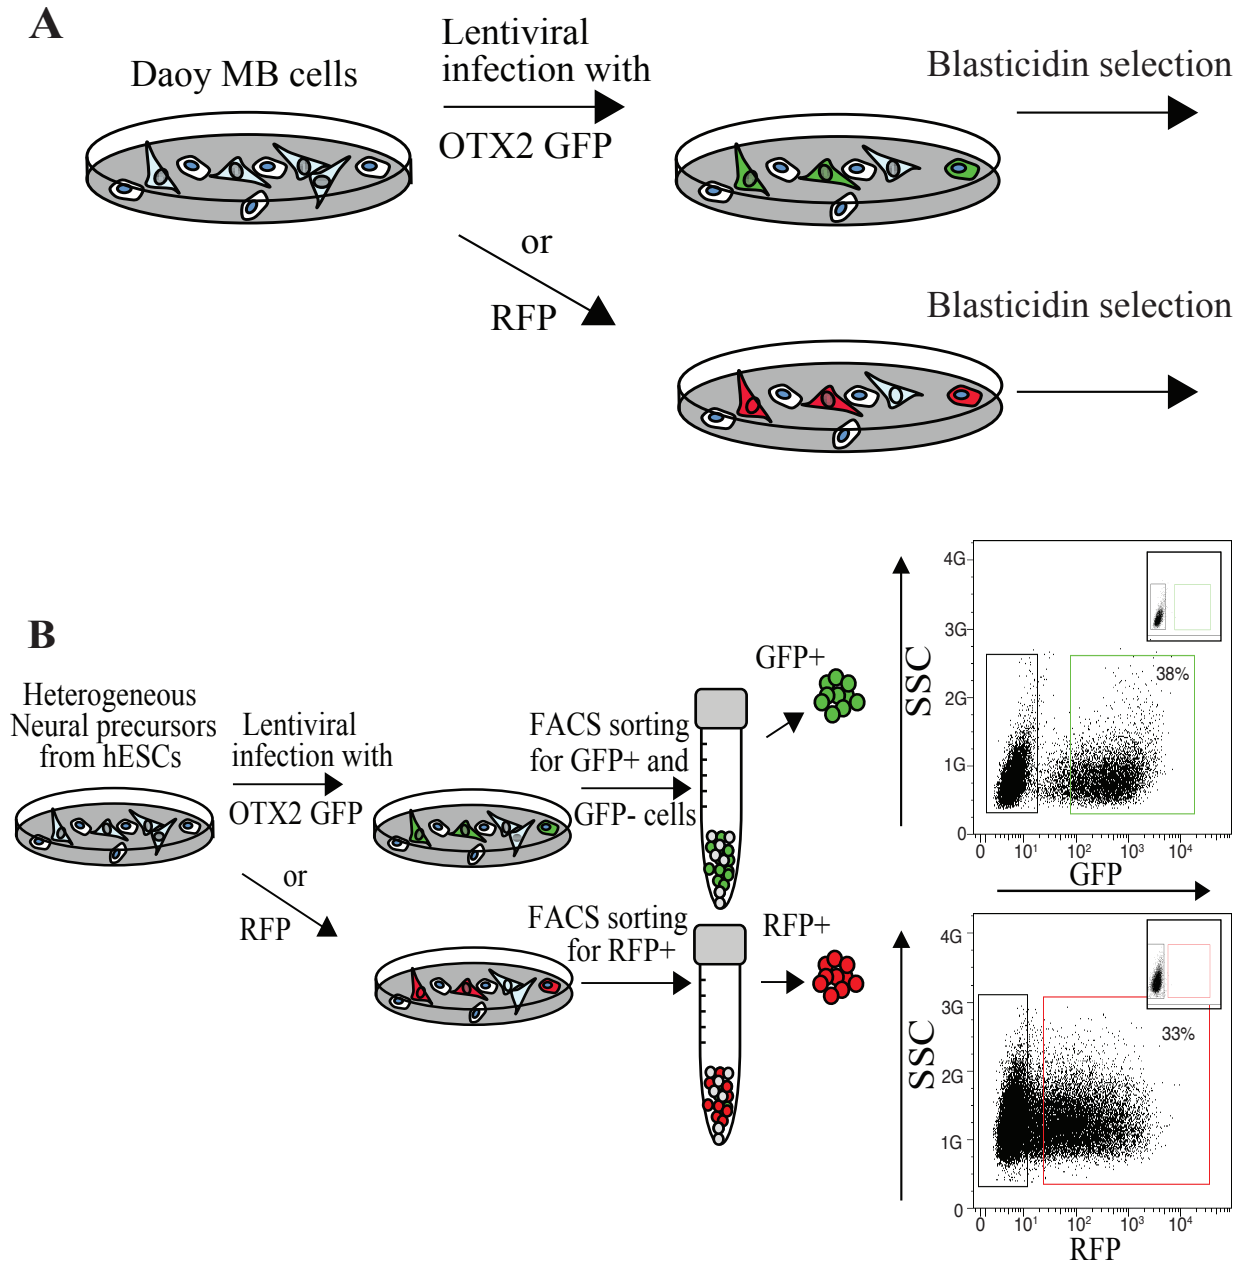 A
Daoy MB cells
Lentiviral
infection with
OTX2 GFP
or
RFP
Blasticidin selection
Blasticidin selection
B
Heterogeneous
Neural precursors
from hESCs
Lentiviral
infection with
OTX2 GFP
or
RFP
FACS sorting
for GFP+ and
GFP- cells
GFP+
FACS sorting
for RFP+
RFP+
SSC
4G
3G
2G
1G
0
38%
0 10¹ 10² 10³ 10⁴
GFP
SSC
4G
3G
2G
1G
0
33%
0 10¹ 10² 10³ 10⁴
RFP